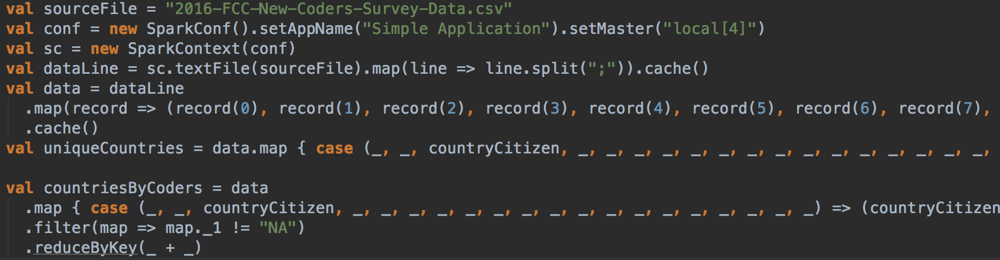 val sourceFile = "2016-FCC-New-Coders-Survey-Data.csv"
val conf = new SparkConf().setAppName("Simple Application").setMaster("local[4]")
val sc = new SparkContext(conf)
val dataLine = sc.textFile(sourceFile).map(line => line.split(";")).cache()
val data = dataLine
.map(record => (record(0), record(1), record(2), record(3), record(4), record(5), record(6), record(7),
.cache()
val uniqueCountries = data.map { case (_, _, countryCitizen, _, _, _, _, _, _, _, _, _, _, _, _, _, _, _,
val countriesByCoders = data
.map { case (_, _, countryCitizen, _, _, _, _, _, _, _, _, _, _, _, _, _, _, _, _, _) => (countryCitizen
.filter(map => map._1 != "NA")
.reduceByKey(_ + _)